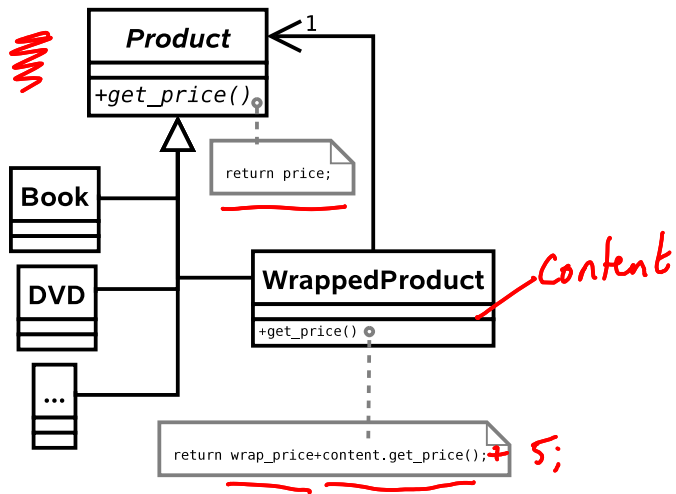 Product
1
+get_price()
return price;
Book
WrappedProduct
content
DVD
+get_price()
...
return wrap_price+content.get_price(); + 5;